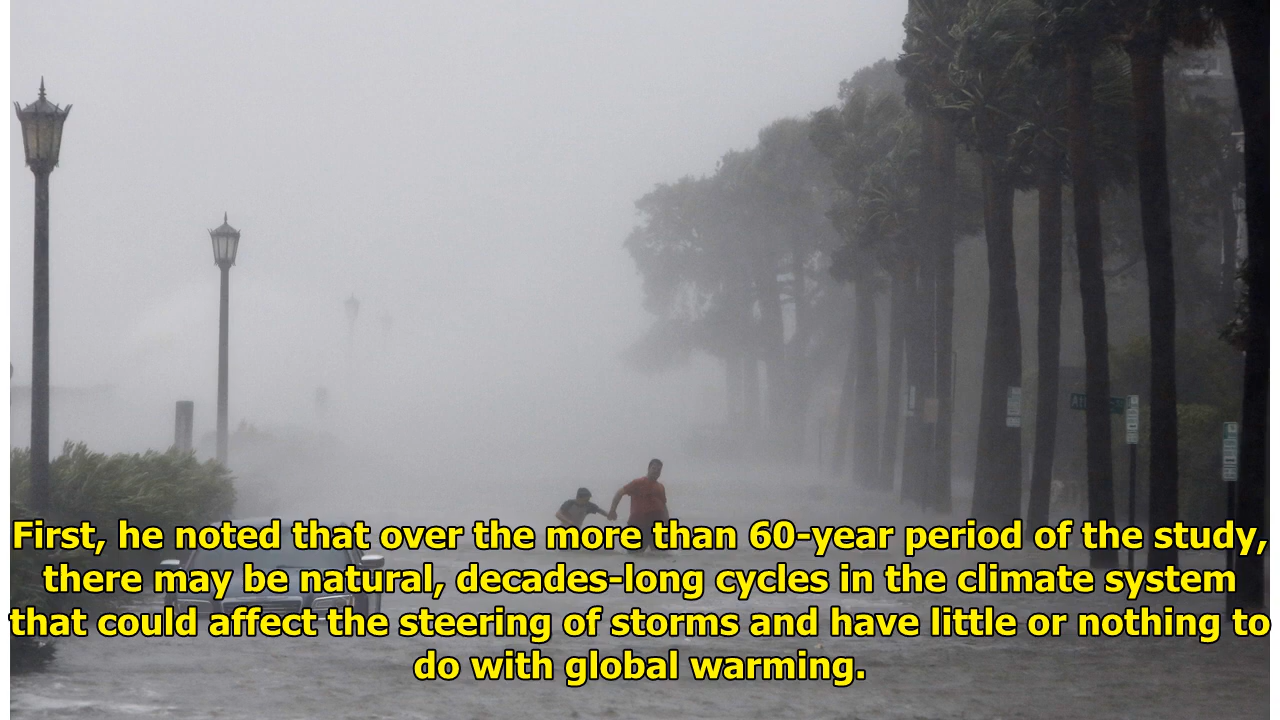 First, he noted that over the more than 60-year period of the study,
there may be natural, decades-long cycles in the climate system
that could affect the steering of storms and have little or nothing to
do with global warming.